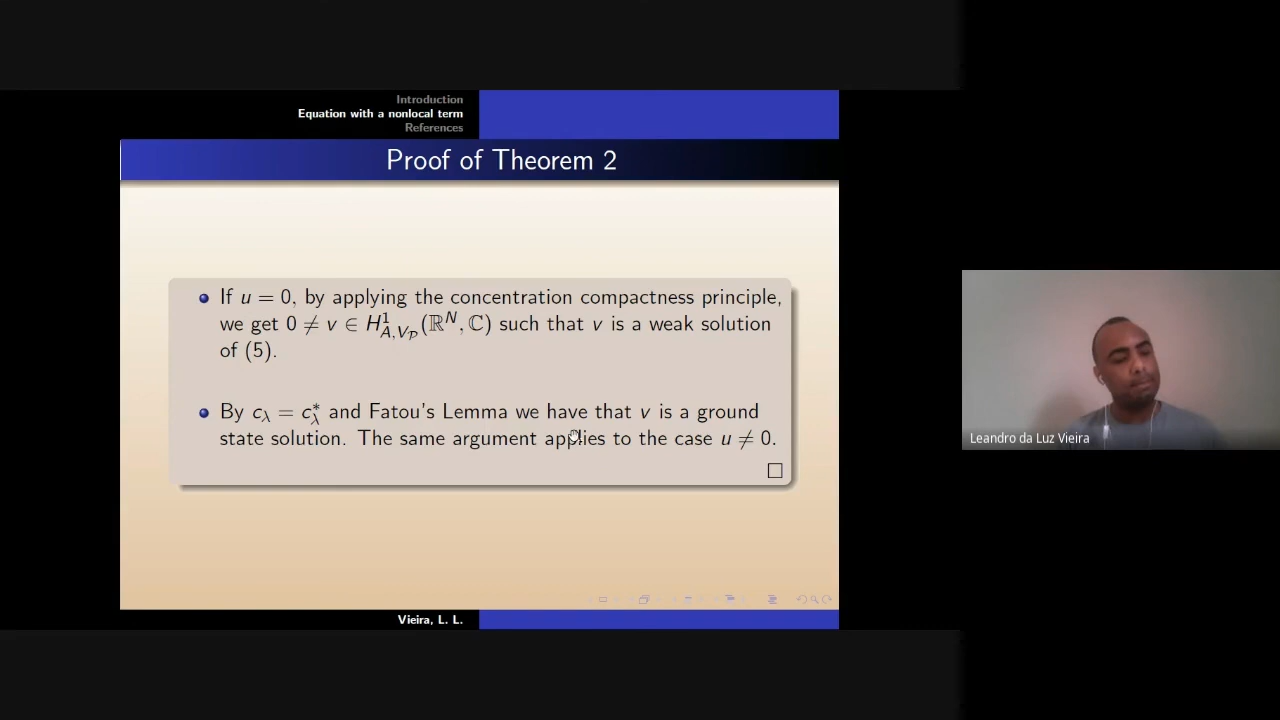 Introduction
Equation with a nonlocal term
References
Proof of Theorem 2
If u = 0, by applying the concentration compactness principle,
we get 0 ≠ v ∈ H¹_{A,V_𝒫}(ℝᴺ, ℂ) such that v is a weak solution
of (5).
By c_λ = c*_λ and Fatou's Lemma we have that v is a ground
state solution. The same argument applies to the case u ≠ 0.
□
Vieira, L. L.
Leandro da Luz Vieira